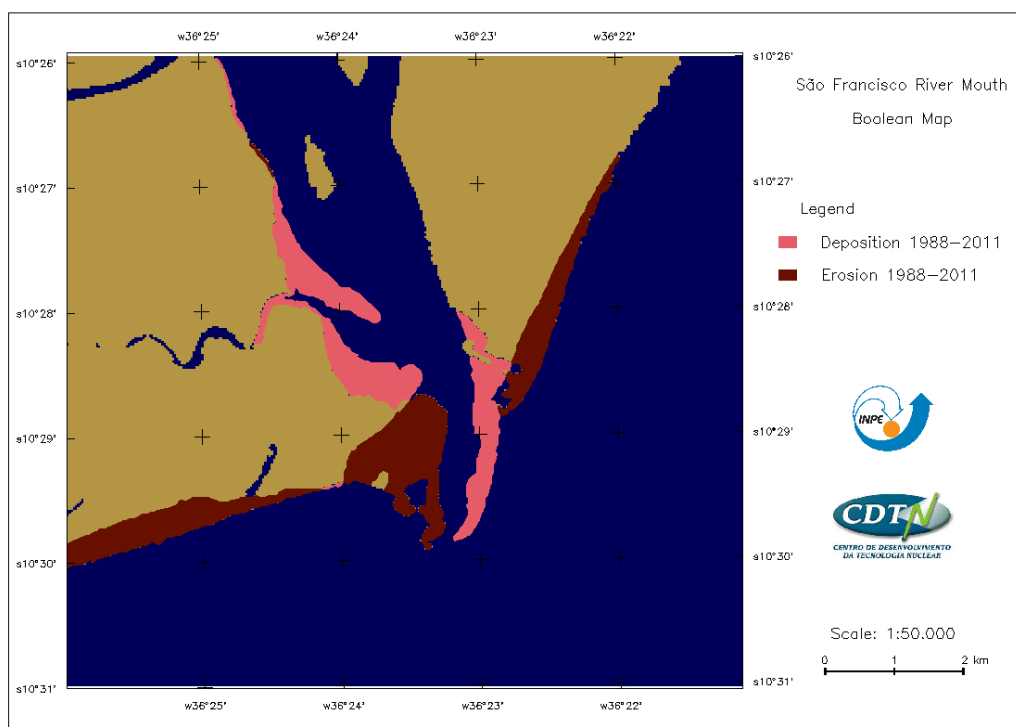 w36°25' w36°24' w36°23' w36°22'
s10°26' s10°26'
São Francisco River Mouth
Boolean Map
s10°27' s10°27'
Legend
Deposition 1988-2011
Erosion 1988-2011
s10°28' s10°28'
INPE
s10°29' s10°29'
CDTN
CENTRO DE DESENVOLVIMENTO
DA TECNOLOGIA NUCLEAR
s10°30' s10°30'
Scale: 1:50.000
0 1 2 km
s10°31' s10°31'
w36°25' w36°24' w36°23' w36°22'